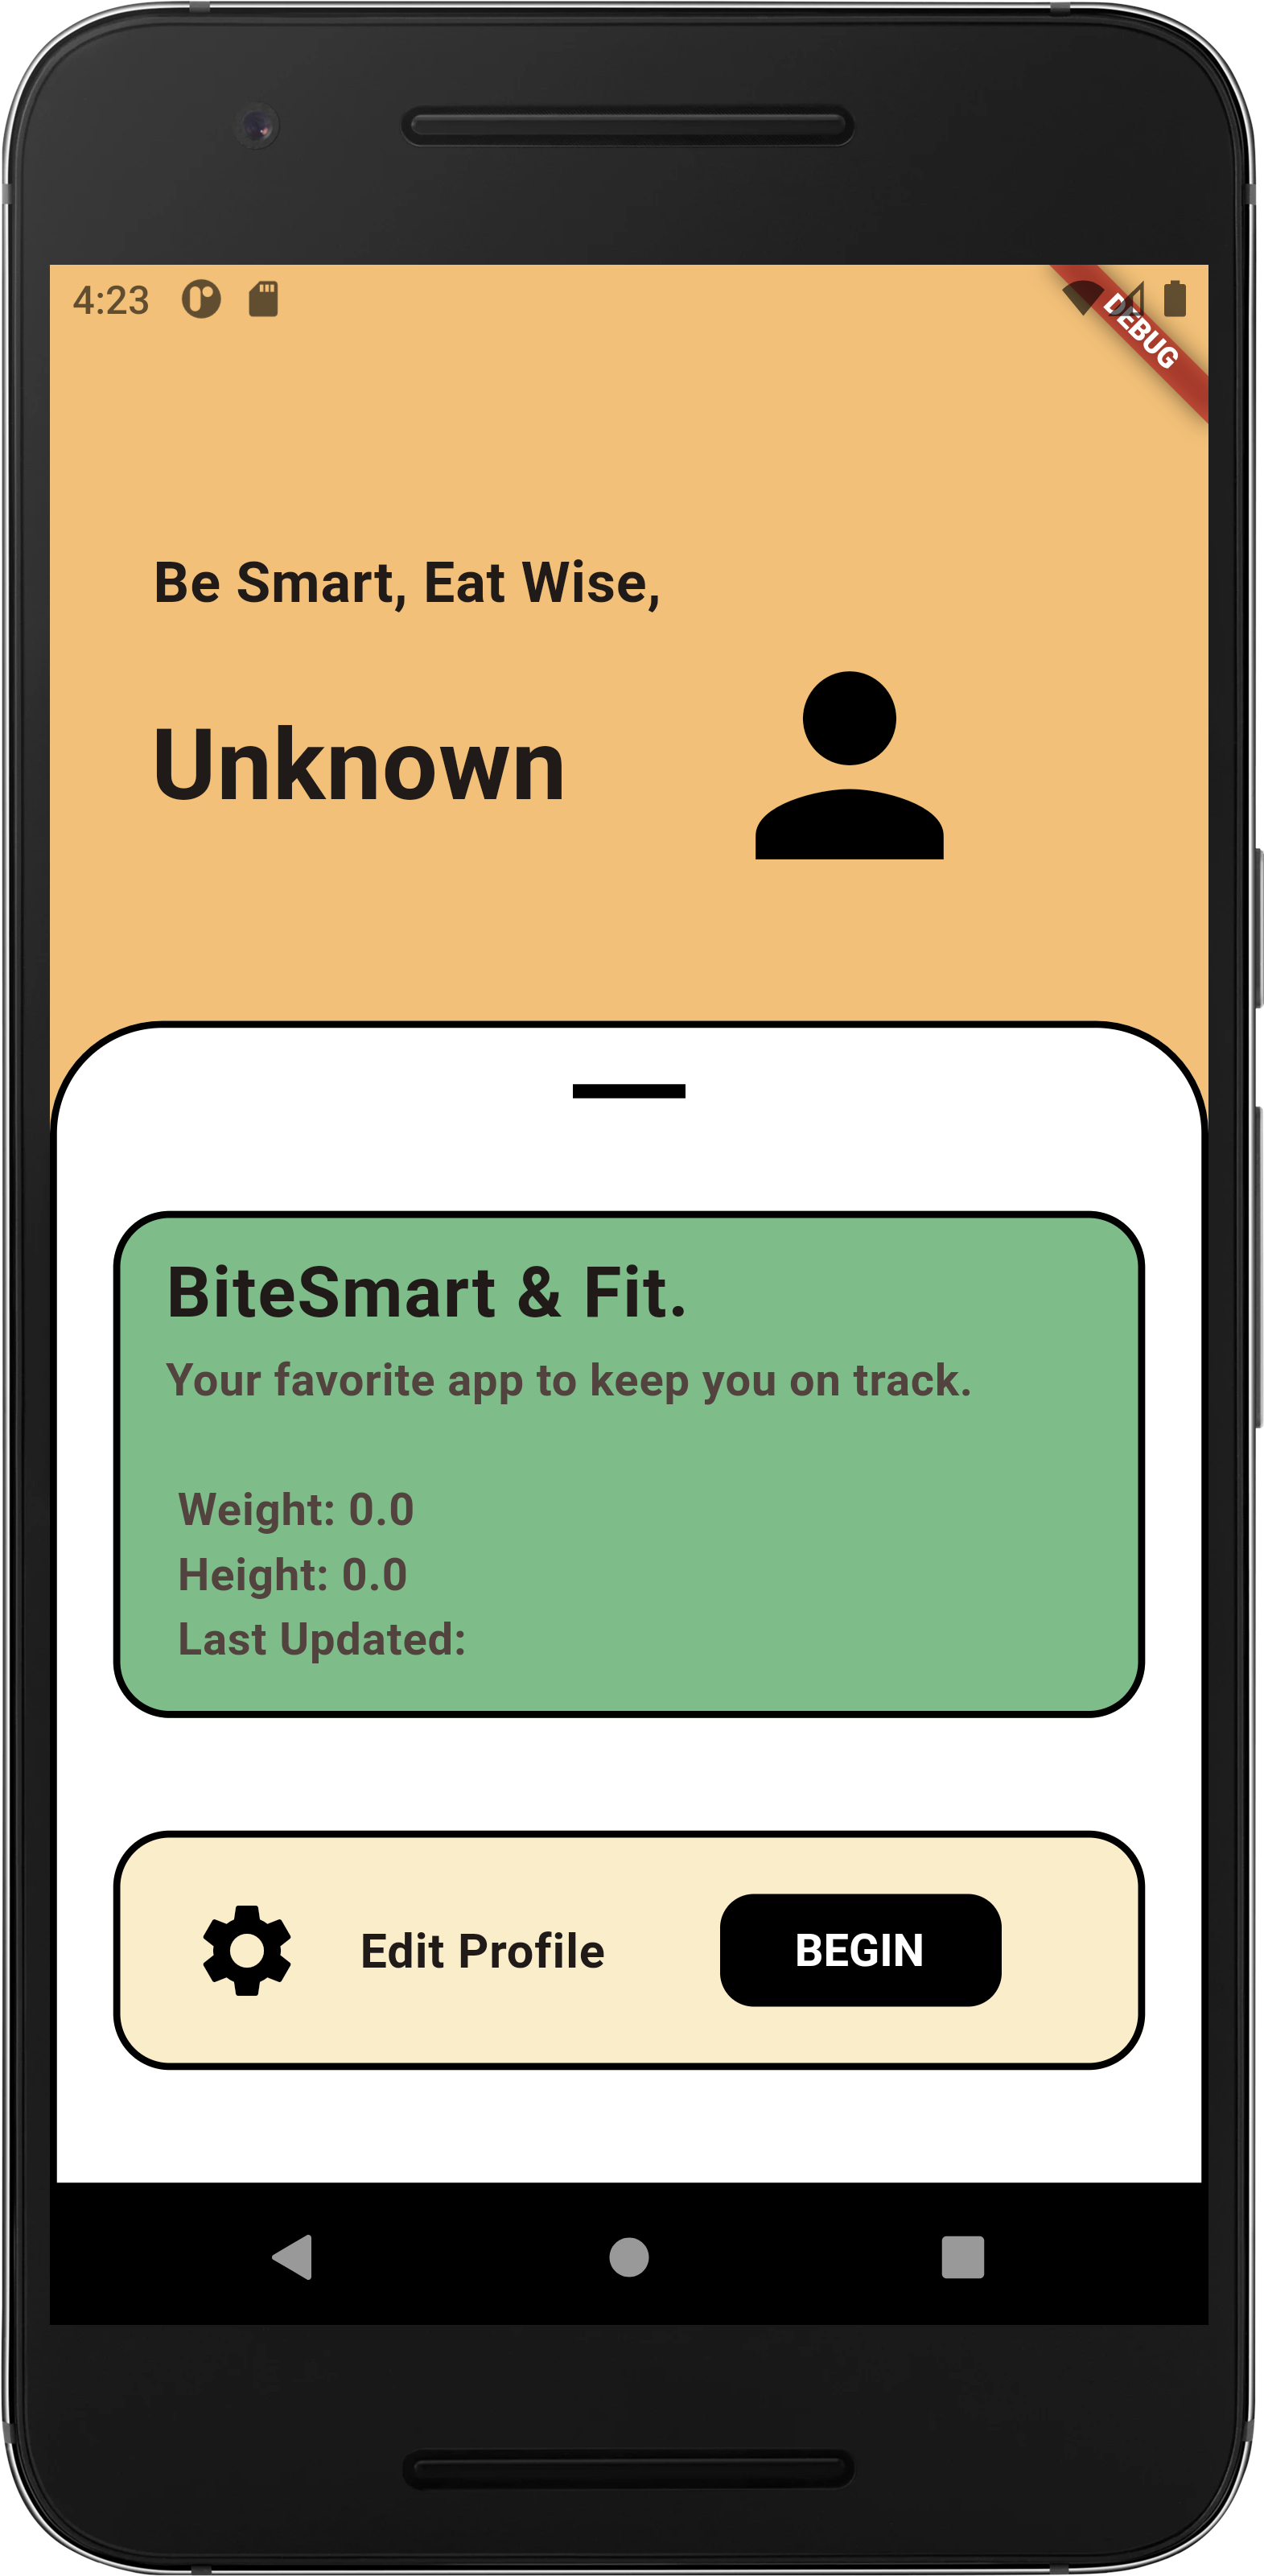 4:23
DEBUG
Be Smart, Eat Wise,
Unknown
BiteSmart & Fit.
Your favorite app to keep you on track.
Weight: 0.0
Height: 0.0
Last Updated:
Edit Profile
BEGIN